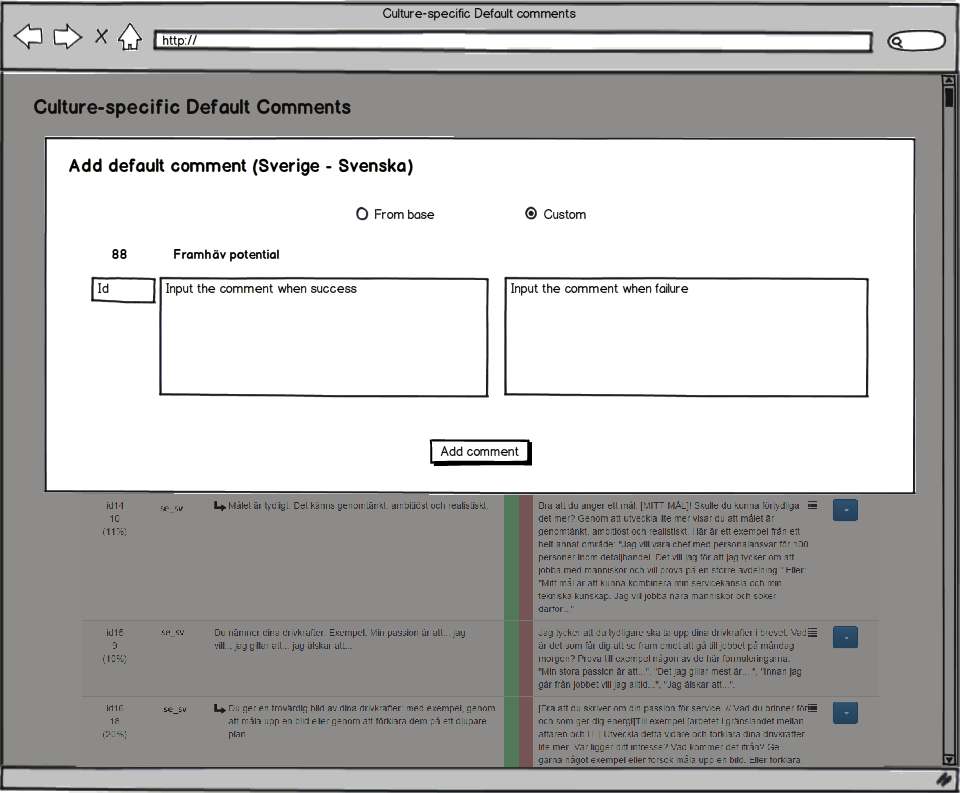 Culture-specific Default comments
http://
Culture-specific Default Comments
Add default comment (Sverige - Svenska)
From base
Custom
88 Framhäv potential
Id
Input the comment when success
Input the comment when failure
Add comment
id14
10
(11%)
se_sv
Målet är tydligt. Det känns genomtänkt, ambitiöst och realistiskt.
Bra att du anger ett mål. [MITT MÅL]! Skulle du kunna förtydliga
det mer? Genom att utveckla lite mer visar du att målet är
genomtänkt, ambitiöst och realistiskt. Här är ett exempel från ett
helt annat område: "Jag vill vara chef med personalansvar för 100
personer inom detaljhandel. Det vill jag för att jag tycker om att
jobba med människor och vill prova på en större avdelning." Eller:
"Mitt mål är att kunna kombinera min servicekänsla och min
tekniska kunskap. Jag vill jobba nära människor och söker
därför..."
id15
9
(10%)
se_sv
Du nämner dina drivkrafter. Exempel: Min passion är att... jag
vill... jag gillar att... jag älskar att...
Jag tycker att du tydligare ska ta upp dina drivkrafter i brevet. Vad
är det som får dig att se fram emot att gå till jobbet på måndag
morgon? Prova till exempel någon av de här formuleringarna:
"Min stora passion är att...", "Det jag gillar mest är...", "Innan jag
går från jobbet vill jag alltid...", "Jag älskar att...".
id16
18
(20%)
se_sv
Du ger en trovärdig bild av dina drivkrafter: med exempel, genom
att måla upp en bild eller genom att förklara dem på ett djupare
plan.
[Bra att du skriver om din passion för service, // Vad du brinner för
och som ger dig energi]Till exempel [arbetet i gränslandet mellan
affären och IT.] Utveckla detta vidare och förklara dina drivkrafter
lite mer. Var ligger ditt intresse? Vad kommer det ifrån? Ge
gärna något exempel eller försök måla upp en bild. Eller förklara